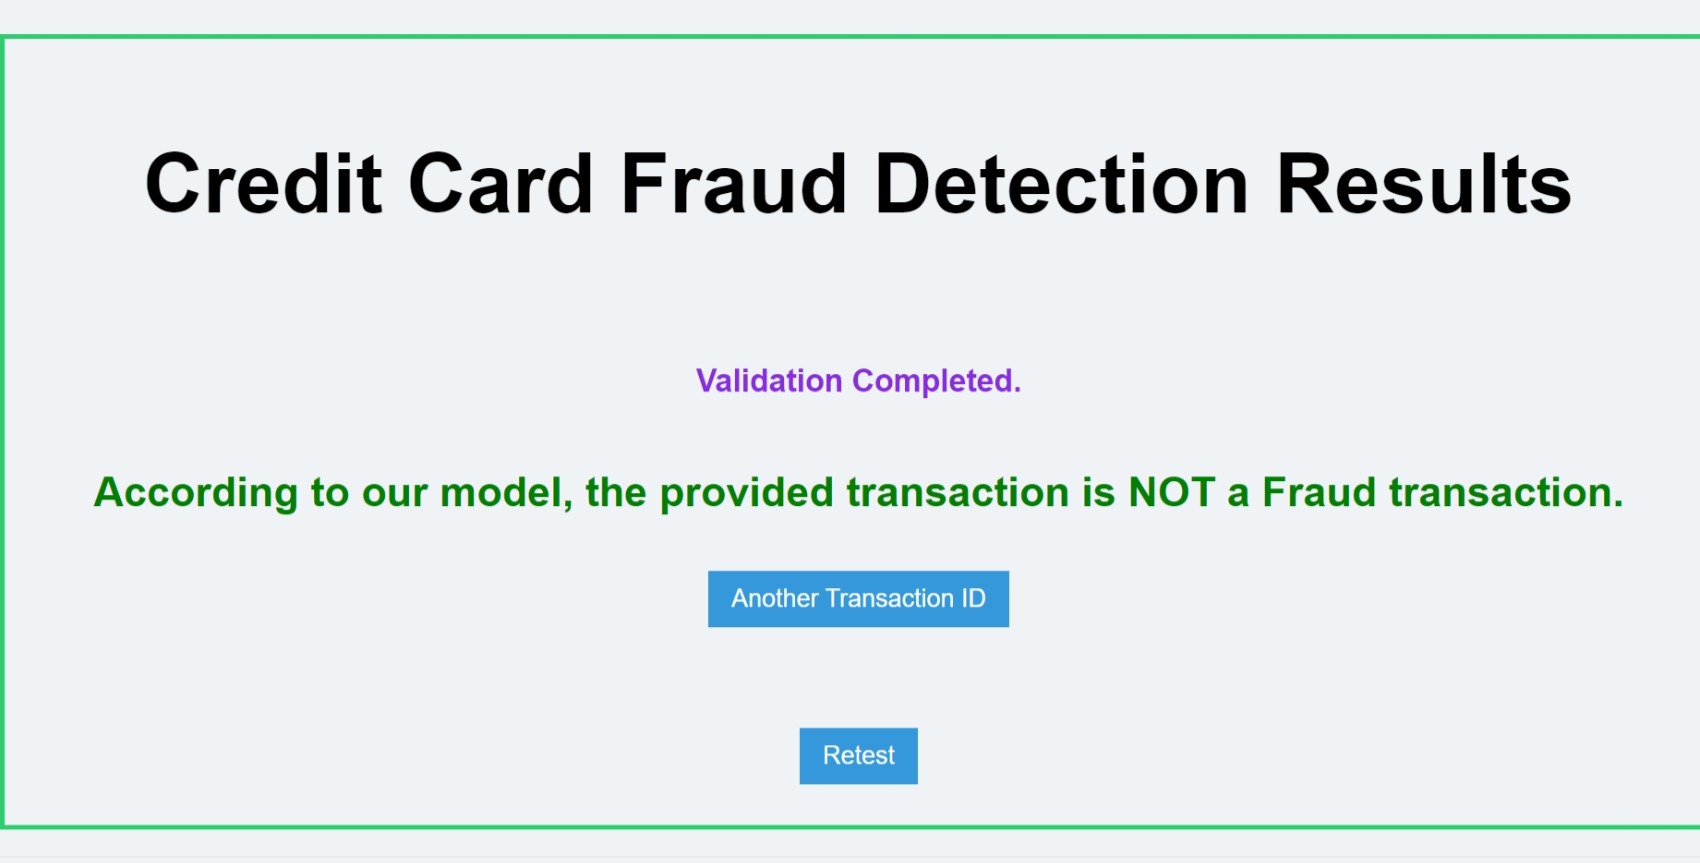 Credit Card Fraud Detection Results
Validation Completed.
According to our model, the provided transaction is NOT a Fraud transaction.
Another Transaction ID
Retest